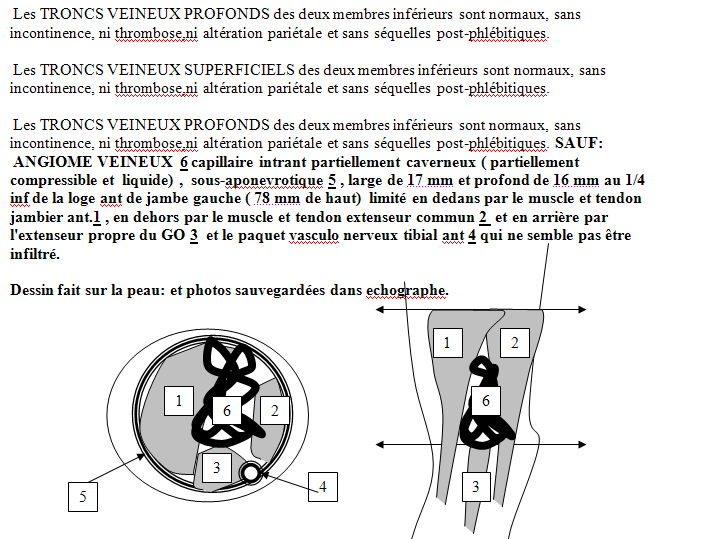 Les TRONCS VEINEUX PROFONDS des deux membres inférieurs sont normaux, sans
incontinence, ni thrombose,ni altération pariétale et sans séquelles post-phlébitiques.
Les TRONCS VEINEUX SUPERFICIELS des deux membres inférieurs sont normaux, sans
incontinence, ni thrombose,ni altération pariétale et sans séquelles post-phlébitiques.
Les TRONCS VEINEUX PROFONDS des deux membres inférieurs sont normaux, sans
incontinence, ni thrombose,ni altération pariétale et sans séquelles post-phlébitiques. SAUF:
ANGIOME VEINEUX 6 capillaire intrant partiellement caverneux ( partiellement
compressible et liquide) , sous-aponevrotique 5 , large de 17 mm et profond de 16 mm au 1/4
inf de la loge ant de jambe gauche ( 78 mm de haut) limité en dedans par le muscle et tendon
jambier ant.1 , en dehors par le muscle et tendon extenseur commun 2 et en arrière par
l'extenseur propre du GO 3 et le paquet vasculo nerveux tibial ant 4 qui ne semble pas être
infiltré.
Dessin fait sur la peau: et photos sauvegardées dans echographe.
1 2
1 6 2
6
3
5 4
3